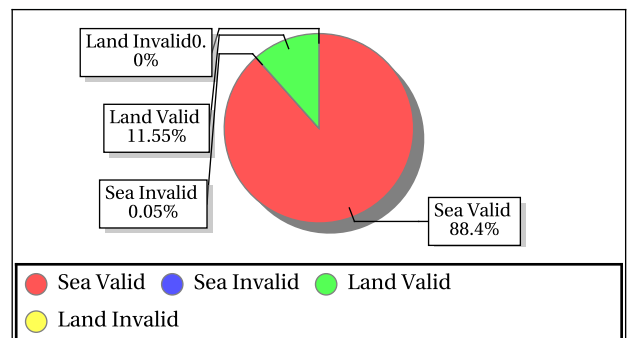 Land Invalid0.
0%
Land Valid
11.55%
Sea Invalid
0.05%
Sea Valid
88.4%
Sea Valid Sea Invalid Land Valid
Land Invalid